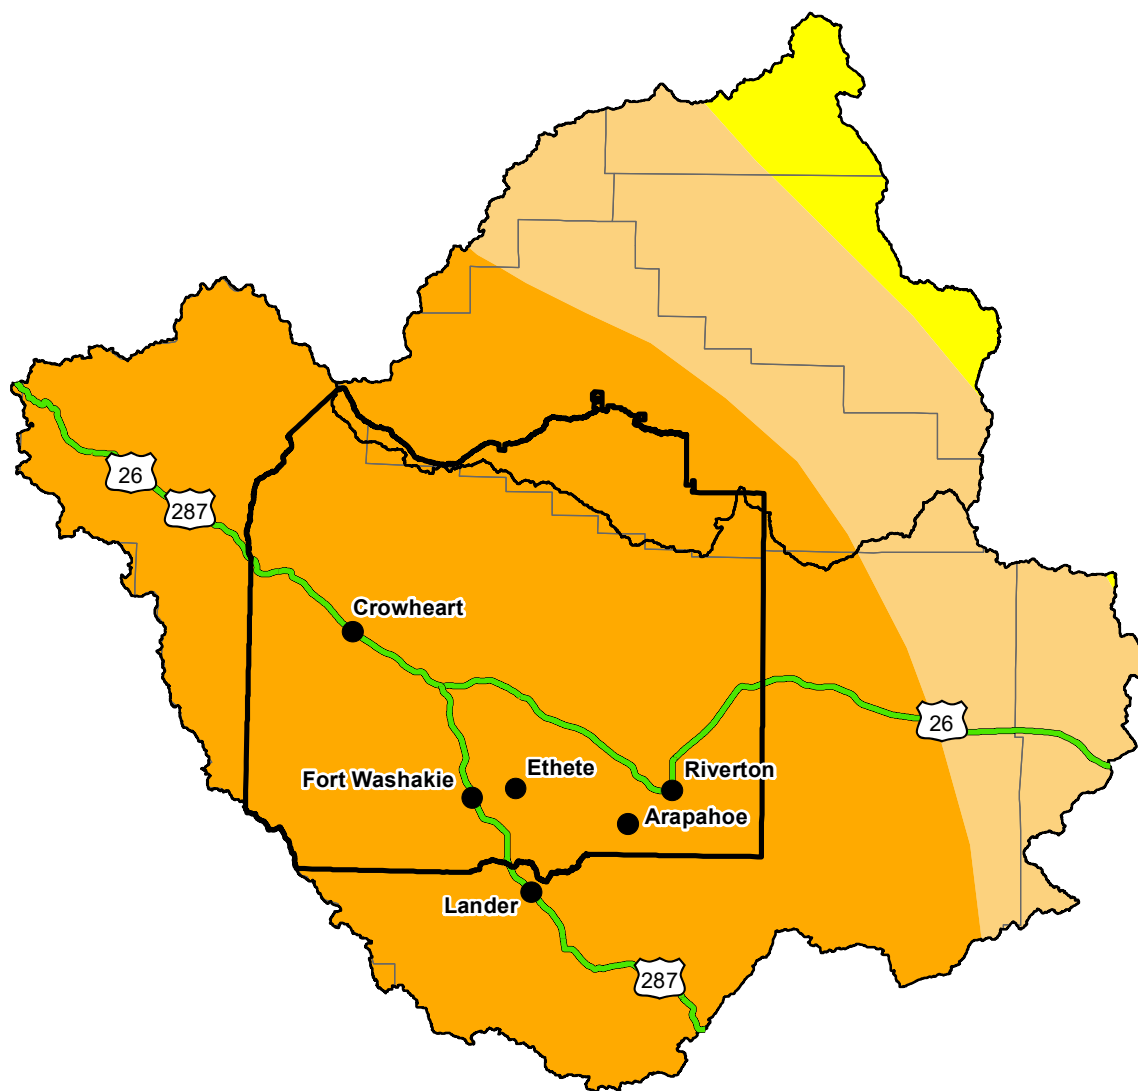 26
287
Crowheart
26
Ethete
Riverton
Fort Washakie
Arapahoe
Lander
287